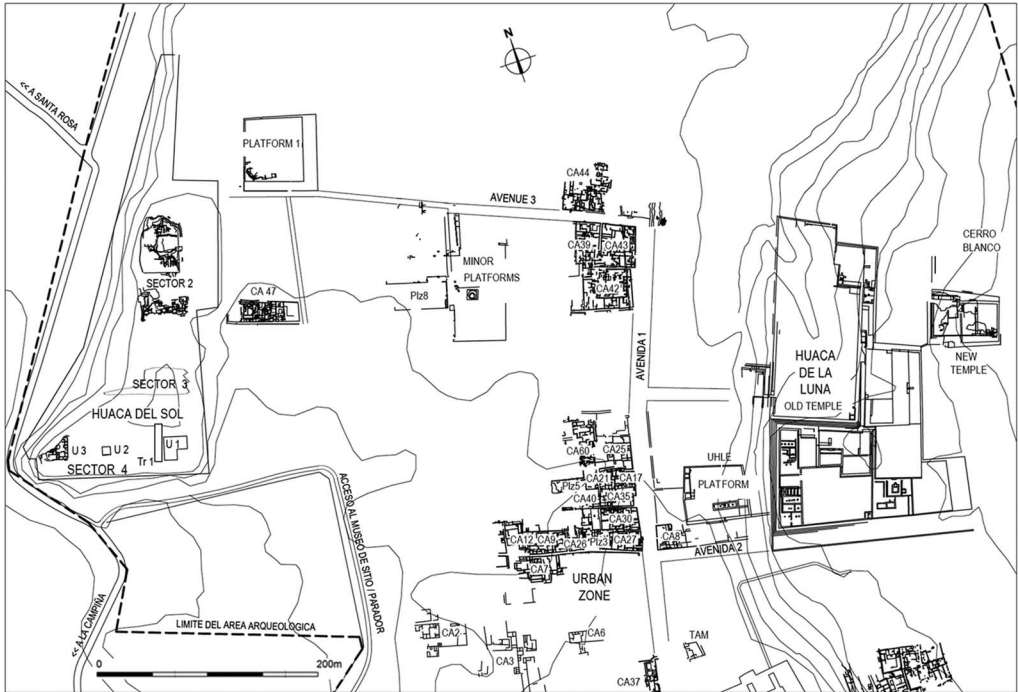 N
<< A SANTA ROSA
PLATFORM 1
CA44
AVENUE 3
CA39
CA43
CERRO
BLANCO
MINOR
PLATFORMS
SECTOR 2
CA 47
Plz8
CA42
AVENIDA 1
HUACA
DE LA
LUNA
NEW
TEMPLE
SECTOR 3
OLD TEMPLE
HUACA DEL SOL
U 3
U 2
U 1
Tr 1
SECTOR 4
CA60
CA25
UHLE
PLATFORM
CA21
CA17
Plz5
CA40
CA35
CA30
CA12
CA9
CA26
Plz3
CA27
CA8
AVENIDA 2
CA7
URBAN
ZONE
ACCESO AL MUSEO DE SITIO / PARADOR
<< A LA CAMPIÑA
LIMITE DEL AREA ARQUEOLOGICA
CA2
CA6
TAM
CA3
CA37
0
200m